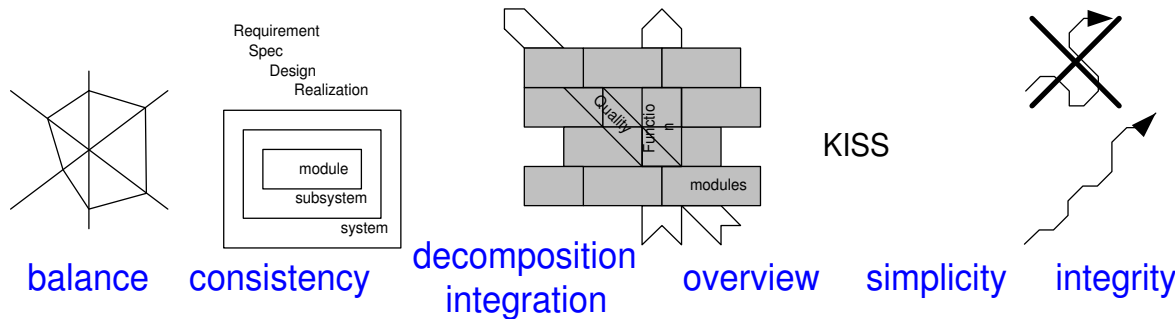 Requirement
Spec
Design
Realization
module
subsystem
system
Quality
Functio
n
modules
KISS
balance
consistency
decomposition
integration
overview
simplicity
integrity